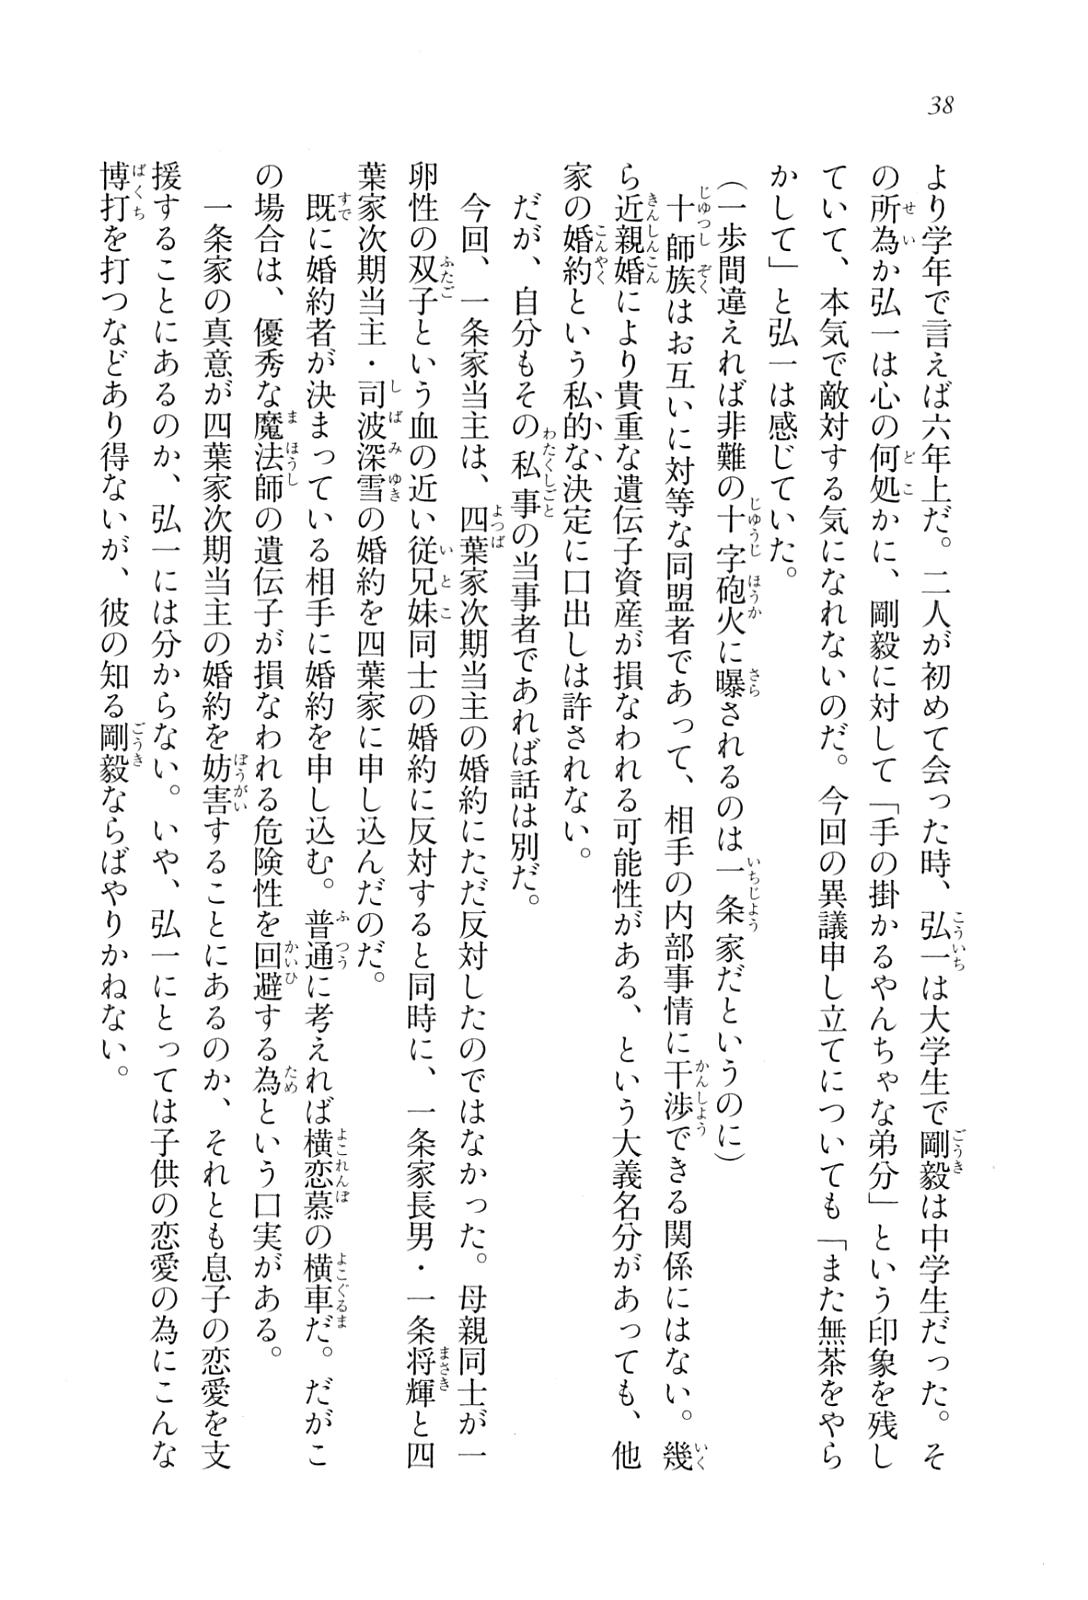 38
より学年で言えば六年上だ。二人が初めて会った時、弘一は大学生で剛毅は中学生だった。そ
の所為か弘一は心の何処かに、剛毅に対して「手の掛かるやんちゃな弟分」という印象を残し
ていて、本気で敵対する気になれないのだ。今回の異議申し立てについても「また無茶をやら
かして」と弘一は感じていた。
(一歩間違えれば非難の十字砲火に曝されるのは一条家だというのに)
十師族はお互いに対等な同盟者であって、相手の内部事情に干渉できる関係にはない。幾
ら近親婚により貴重な遺伝子資産が損なわれる可能性がある、という大義名分があっても、他
家の婚約という私的な決定に口出しは許されない。
だが、自分もその私事の当事者であれば話は別だ。
今回、一条家当主は、四葉家次期当主の婚約にただ反対したのではなかった。母親同士が一
卵性の双子という血の近い従兄妹同士の婚約に反対すると同時に、一条家長男・一条将輝と四
葉家次期当主・司波深雪の婚約を四葉家に申し込んだのだ。
既に婚約者が決まっている相手に婚約を申し込む。普通に考えれば横恋慕の横車だ。だがこ
の場合は、優秀な魔法師の遺伝子が損なわれる危険性を回避する為という口実がある。
一条家の真意が四葉家次期当主の婚約を妨害することにあるのか、それとも息子の恋愛を支
援することにあるのか、弘一には分からない。いや、弘一にとっては子供の恋愛の為にこんな
博打を打つなどあり得ないが、彼の知る剛毅ならばやりかねない。